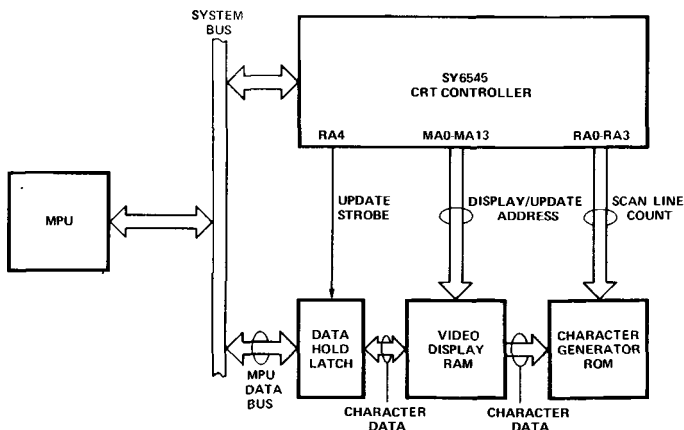 SYSTEM
BUS
SY6545
CRT CONTROLLER
RA4
MA0-MA13
RA0-RA3
MPU
UPDATE
STROBE
DISPLAY/UPDATE
ADDRESS
SCAN LINE
COUNT
DATA
HOLD
LATCH
VIDEO
DISPLAY
RAM
CHARACTER
GENERATOR
ROM
MPU
DATA
BUS
CHARACTER
DATA
CHARACTER
DATA